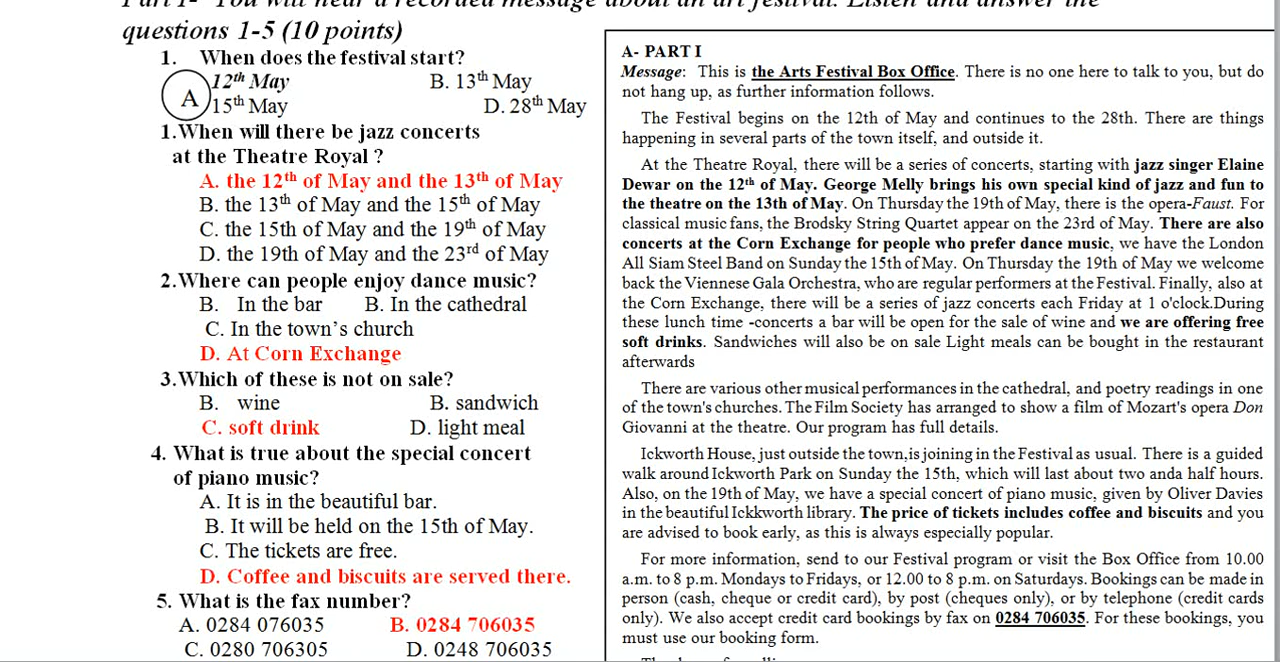 Part I- You will hear a recorded message about an art festival. Listen and answer the
questions 1-5 (10 points)
1. When does the festival start?
A 12th May B. 13th May
15th May D. 28th May
1.When will there be jazz concerts
at the Theatre Royal ?
A. the 12th of May and the 13th of May
B. the 13th of May and the 15th of May
C. the 15th of May and the 19th of May
D. the 19th of May and the 23rd of May
2.Where can people enjoy dance music?
B. In the bar B. In the cathedral
C. In the town's church
D. At Corn Exchange
3.Which of these is not on sale?
B. wine B. sandwich
C. soft drink D. light meal
4. What is true about the special concert
of piano music?
A. It is in the beautiful bar.
B. It will be held on the 15th of May.
C. The tickets are free.
D. Coffee and biscuits are served there.
5. What is the fax number?
A. 0284 076035 B. 0284 706035
C. 0280 706305 D. 0248 706035
A- PART I
Message: This is the Arts Festival Box Office. There is no one here to talk to you, but do
not hang up, as further information follows.
The Festival begins on the 12th of May and continues to the 28th. There are things
happening in several parts of the town itself, and outside it.
At the Theatre Royal, there will be a series of concerts, starting with jazz singer Elaine
Dewar on the 12th of May. George Melly brings his own special kind of jazz and fun to
the theatre on the 13th of May. On Thursday the 19th of May, there is the opera-Faust. For
classical music fans, the Brodsky String Quartet appear on the 23rd of May. There are also
concerts at the Corn Exchange for people who prefer dance music, we have the London
All Siam Steel Band on Sunday the 15th of May. On Thursday the 19th of May we welcome
back the Viennese Gala Orchestra, who are regular performers at the Festival. Finally, also at
the Corn Exchange, there will be a series of jazz concerts each Friday at 1 o'clock.During
these lunch time -concerts a bar will be open for the sale of wine and we are offering free
soft drinks. Sandwiches will also be on sale Light meals can be bought in the restaurant
afterwards
There are various other musical performances in the cathedral, and poetry readings in one
of the town's churches. The Film Society has arranged to show a film of Mozart's opera Don
Giovanni at the theatre. Our program has full details.
Ickworth House, just outside the town,is joining in the Festival as usual. There is a guided
walk around Ickworth Park on Sunday the 15th, which will last about two anda half hours.
Also, on the 19th of May, we have a special concert of piano music, given by Oliver Davies
in the beautiful Ickkworth library. The price of tickets includes coffee and biscuits and you
are advised to book early, as this is always especially popular.
For more information, send to our Festival program or visit the Box Office from 10.00
a.m. to 8 p.m. Mondays to Fridays, or 12.00 to 8 p.m. on Saturdays. Bookings can be made in
person (cash, cheque or credit card), by post (cheques only), or by telephone (credit cards
only). We also accept credit card bookings by fax on 0284 706035. For these bookings, you
must use our booking form.